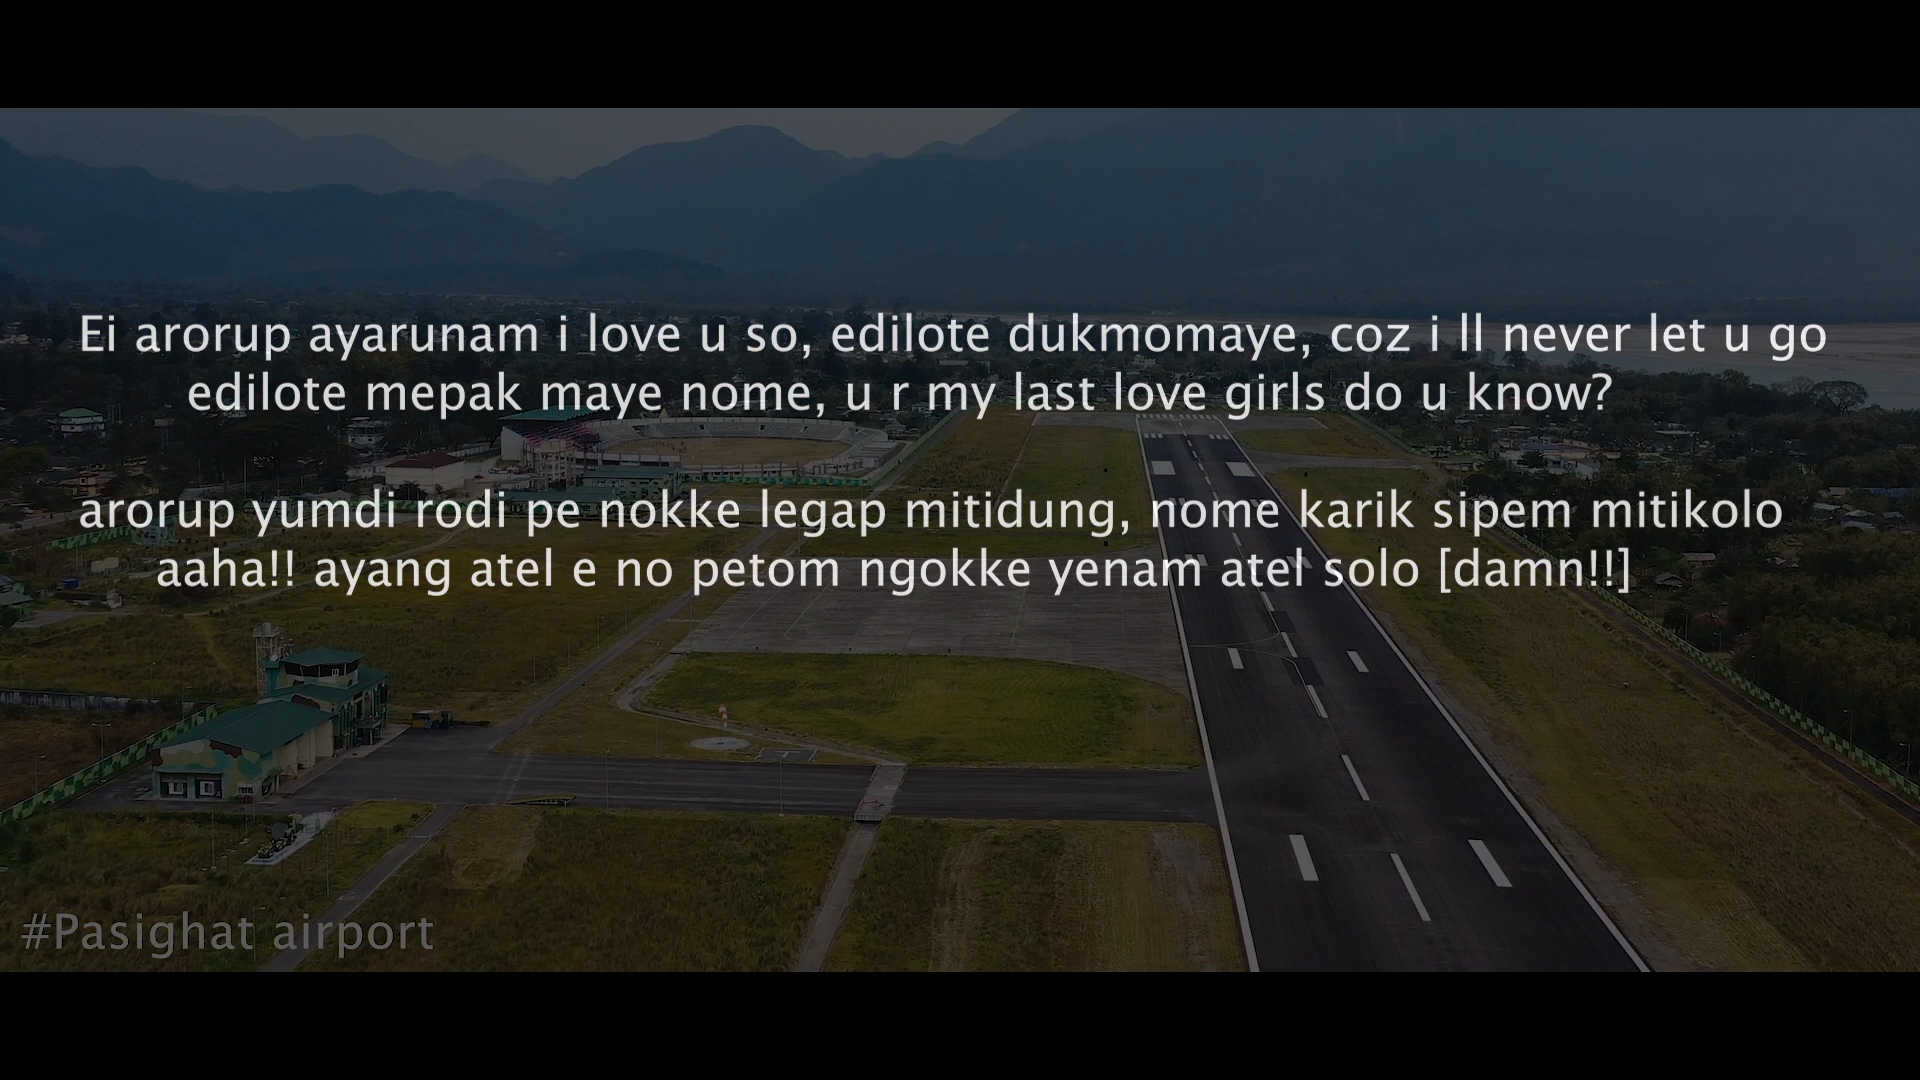 Ei arorup ayarunam i love u so, edilote dukmomaye, coz i ll never let u go
edilote mepak maye nome, u r my last love girls do u know?
arorup yumdi rodi pe nokke legap mitidung, nome karik sipem mitikolo
aaha!! ayang atel e no petom ngokke yenam atel solo [damn!!]
#Pasighat airport